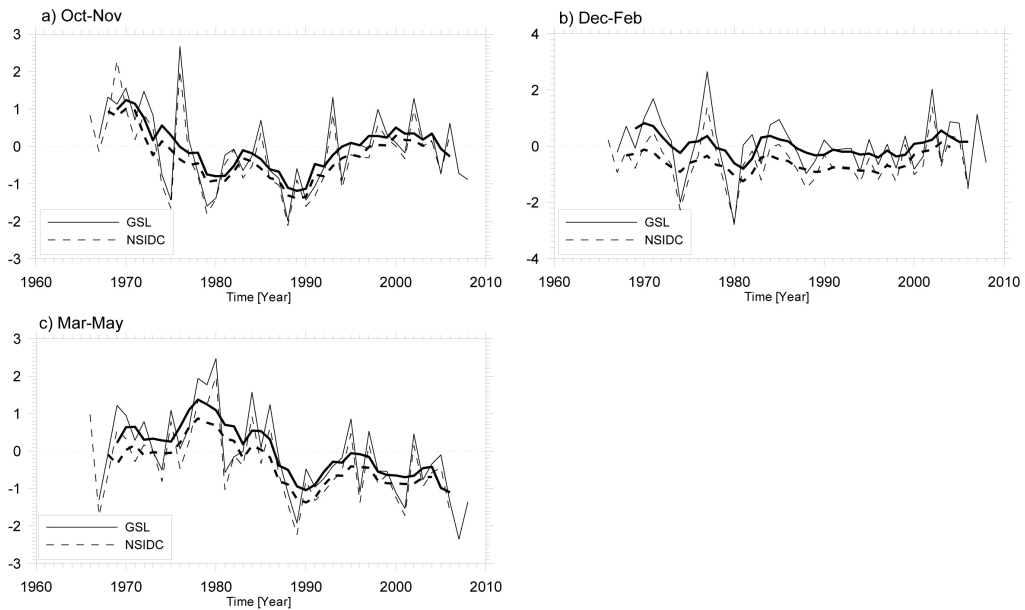 a) Oct-Nov
3
2
1
0
-1
-2
-3
GSL
NSIDC
1960 1970 1980 1990 2000 2010
Time [Year]
b) Dec-Feb
4
2
0
-2
-4
GSL
NSIDC
1960 1970 1980 1990 2000 2010
Time [Year]
c) Mar-May
3
2
1
0
-1
-2
-3
GSL
NSIDC
1960 1970 1980 1990 2000 2010
Time [Year]